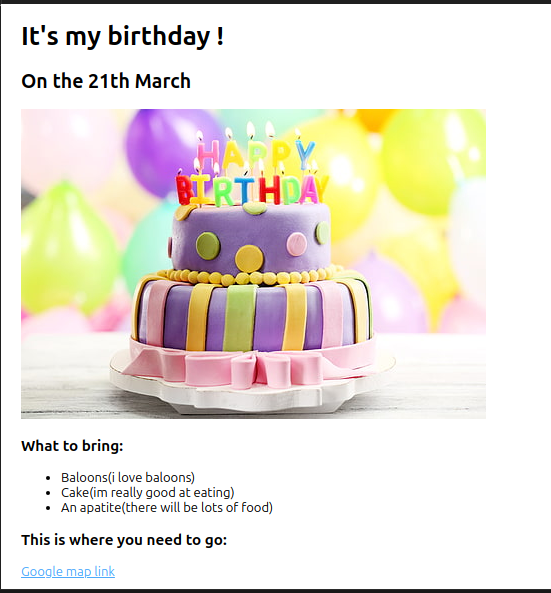 It's my birthday !
On the 21th March
HAPPY
BIRTHDAY
What to bring:
Baloons(i love baloons)
Cake(im really good at eating)
An apatite(there will be lots of food)
This is where you need to go:
Google map link